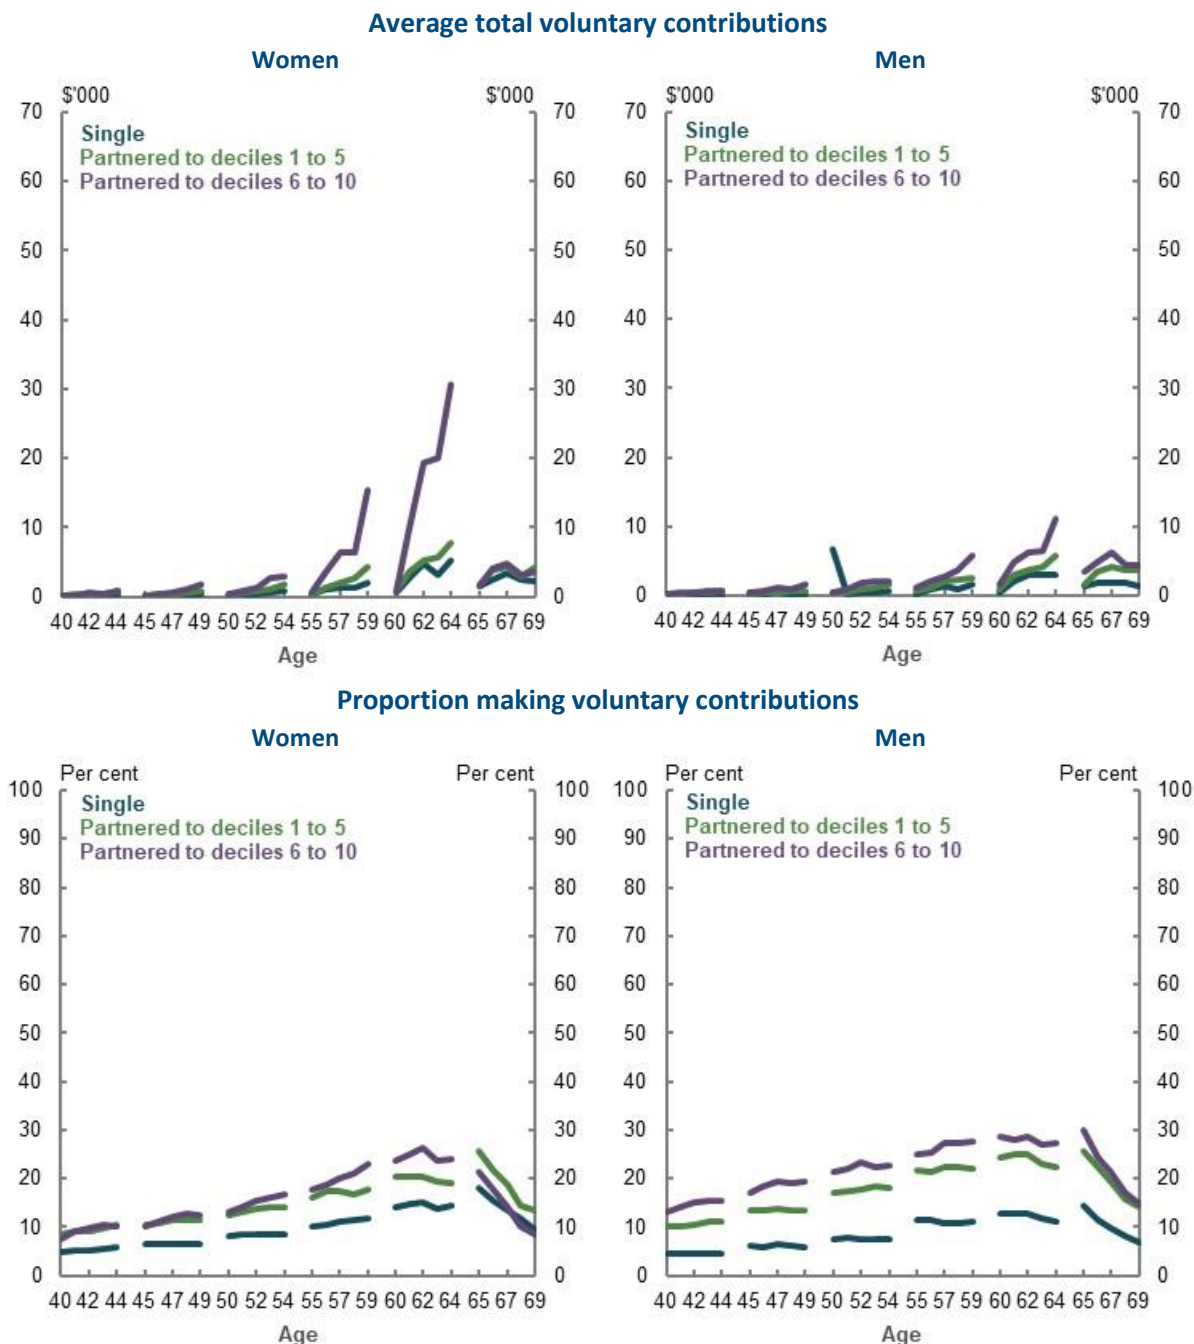 Average total voluntary contributions
Women
Men
$'000
$'000
$'000
$'000
70
70
70
70
Single
Partnered to deciles 1 to 5
Partnered to deciles 6 to 10
Single
Partnered to deciles 1 to 5
Partnered to deciles 6 to 10
60
60
60
60
50
50
50
50
40
40
40
40
30
30
30
30
20
20
20
20
10
10
10
10
0
0
0
0
40 42 44 45 47 49 50 52 54 55 57 59 60 62 64 65 67 69
40 42 44 45 47 49 50 52 54 55 57 59 60 62 64 65 67 69
Age
Age
Proportion making voluntary contributions
Women
Men
Per cent
Per cent
Per cent
Per cent
100
100
100
100
Single
Partnered to deciles 1 to 5
Partnered to deciles 6 to 10
Single
Partnered to deciles 1 to 5
Partnered to deciles 6 to 10
90
90
90
90
80
80
80
80
70
70
70
70
60
60
60
60
50
50
50
50
40
40
40
40
30
30
30
30
20
20
20
20
10
10
10
10
0
0
0
0
40 42 44 45 47 49 50 52 54 55 57 59 60 62 64 65 67 69
40 42 44 45 47 49 50 52 54 55 57 59 60 62 64 65 67 69
Age
Age